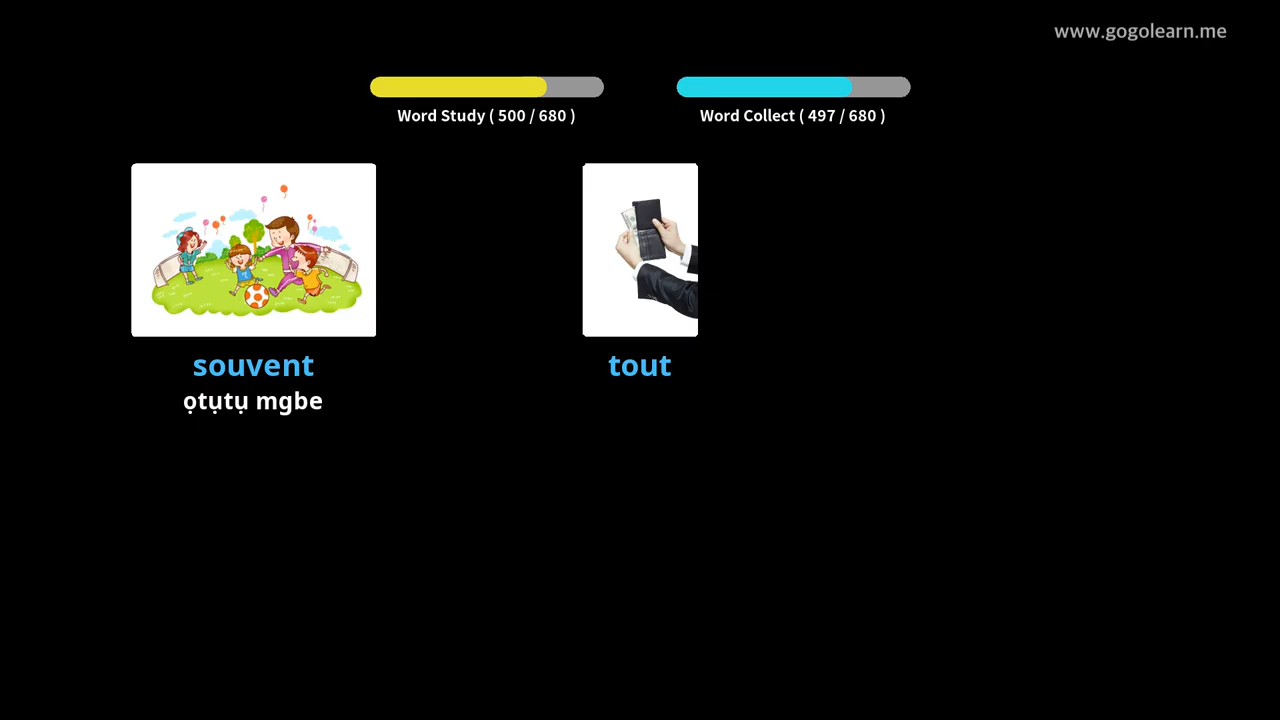 www.gogolearn.me
Word Study ( 500 / 680 )
Word Collect ( 497 / 680 )
souvent
ọtụtụ mgbe
tout